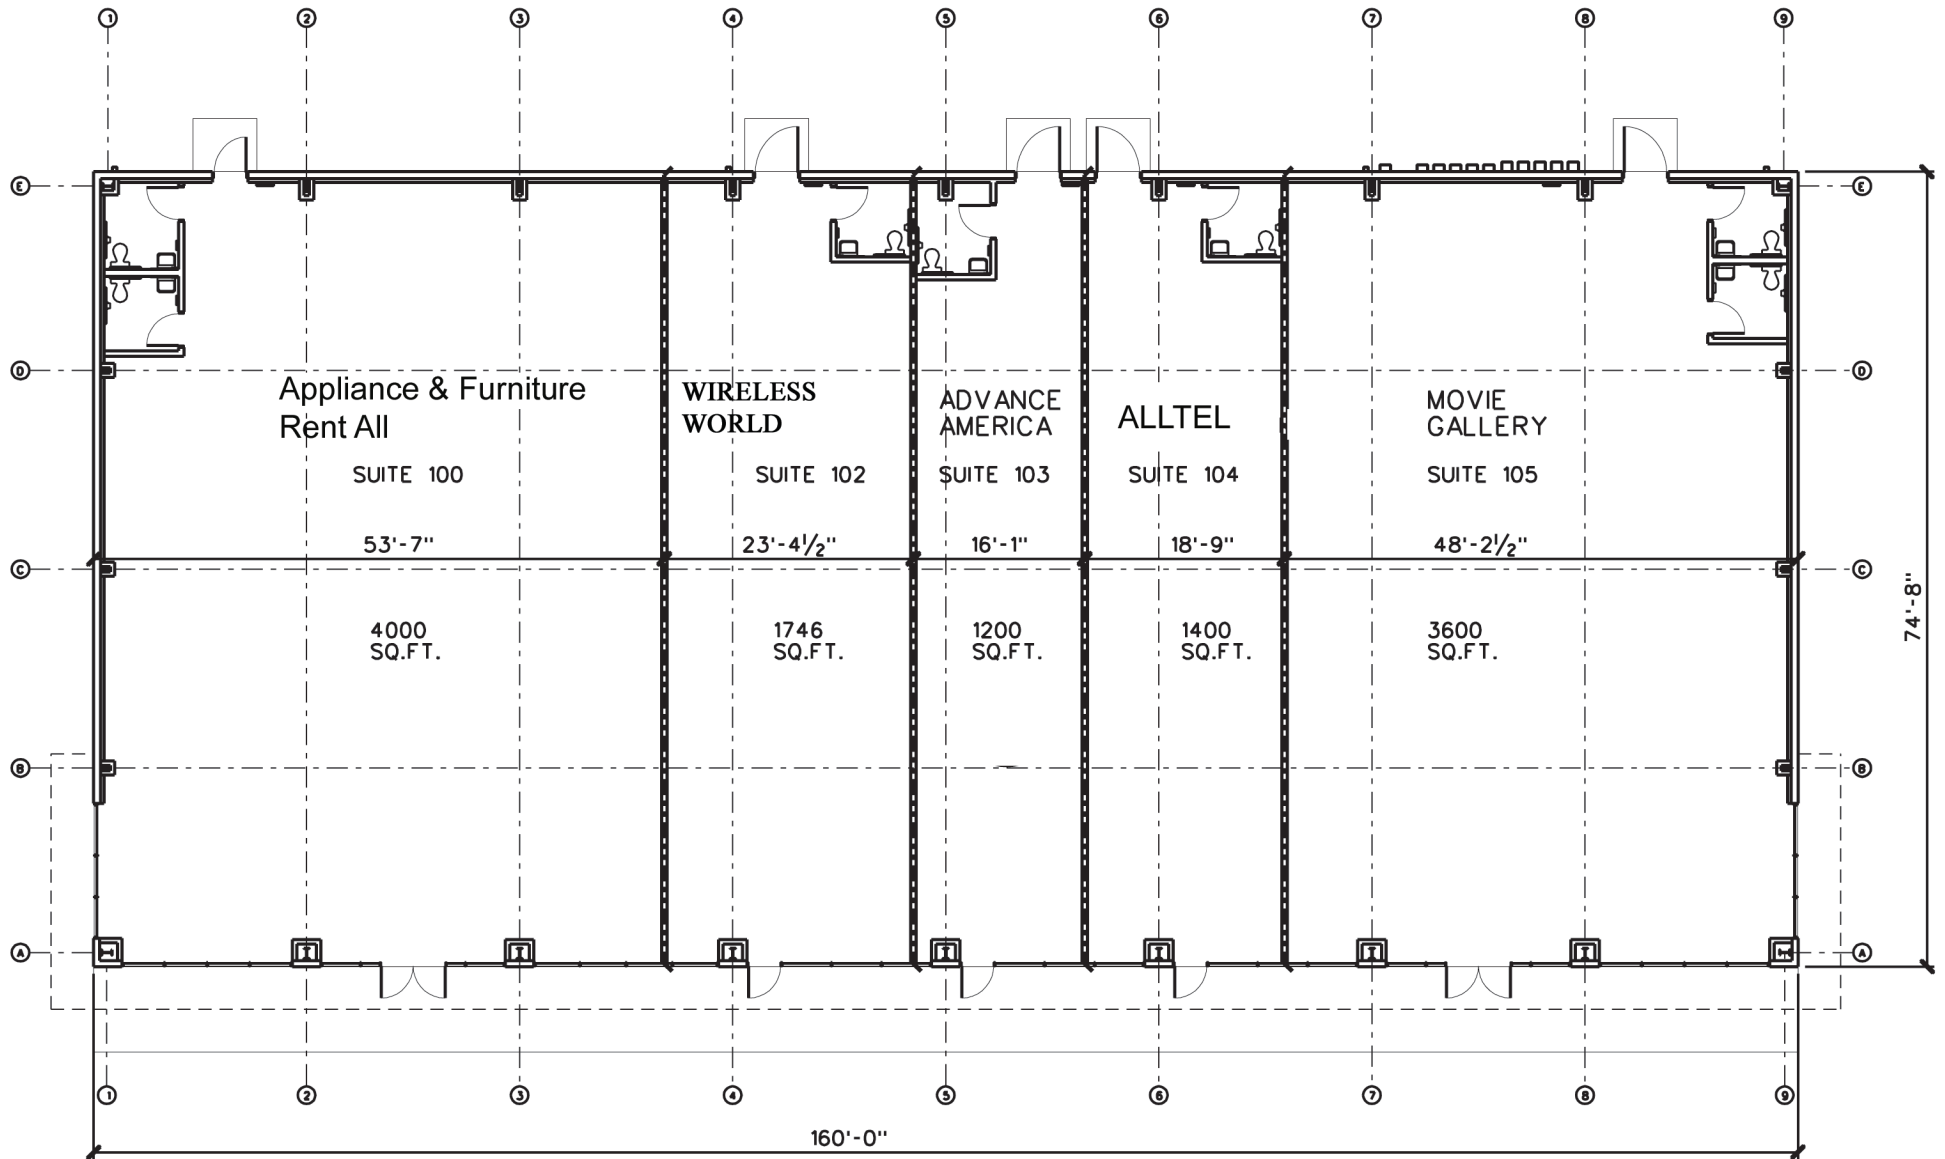 1 2 3 4 5 6 7 8 9
E E
D D
Appliance & Furniture
Rent All
WIRELESS
WORLD
ADVANCE
AMERICA
ALLTEL
MOVIE
GALLERY
SUITE 100
SUITE 102
SUITE 103
SUITE 104
SUITE 105
53'-7"
23'-4½"
16'-1"
18'-9"
48'-2½"
C C
74'-8"
4000
SQ.FT.
1746
SQ.FT.
1200
SQ.FT.
1400
SQ.FT.
3600
SQ.FT.
B B
A A
1 2 3 4 5 6 7 8 9
160'-0"